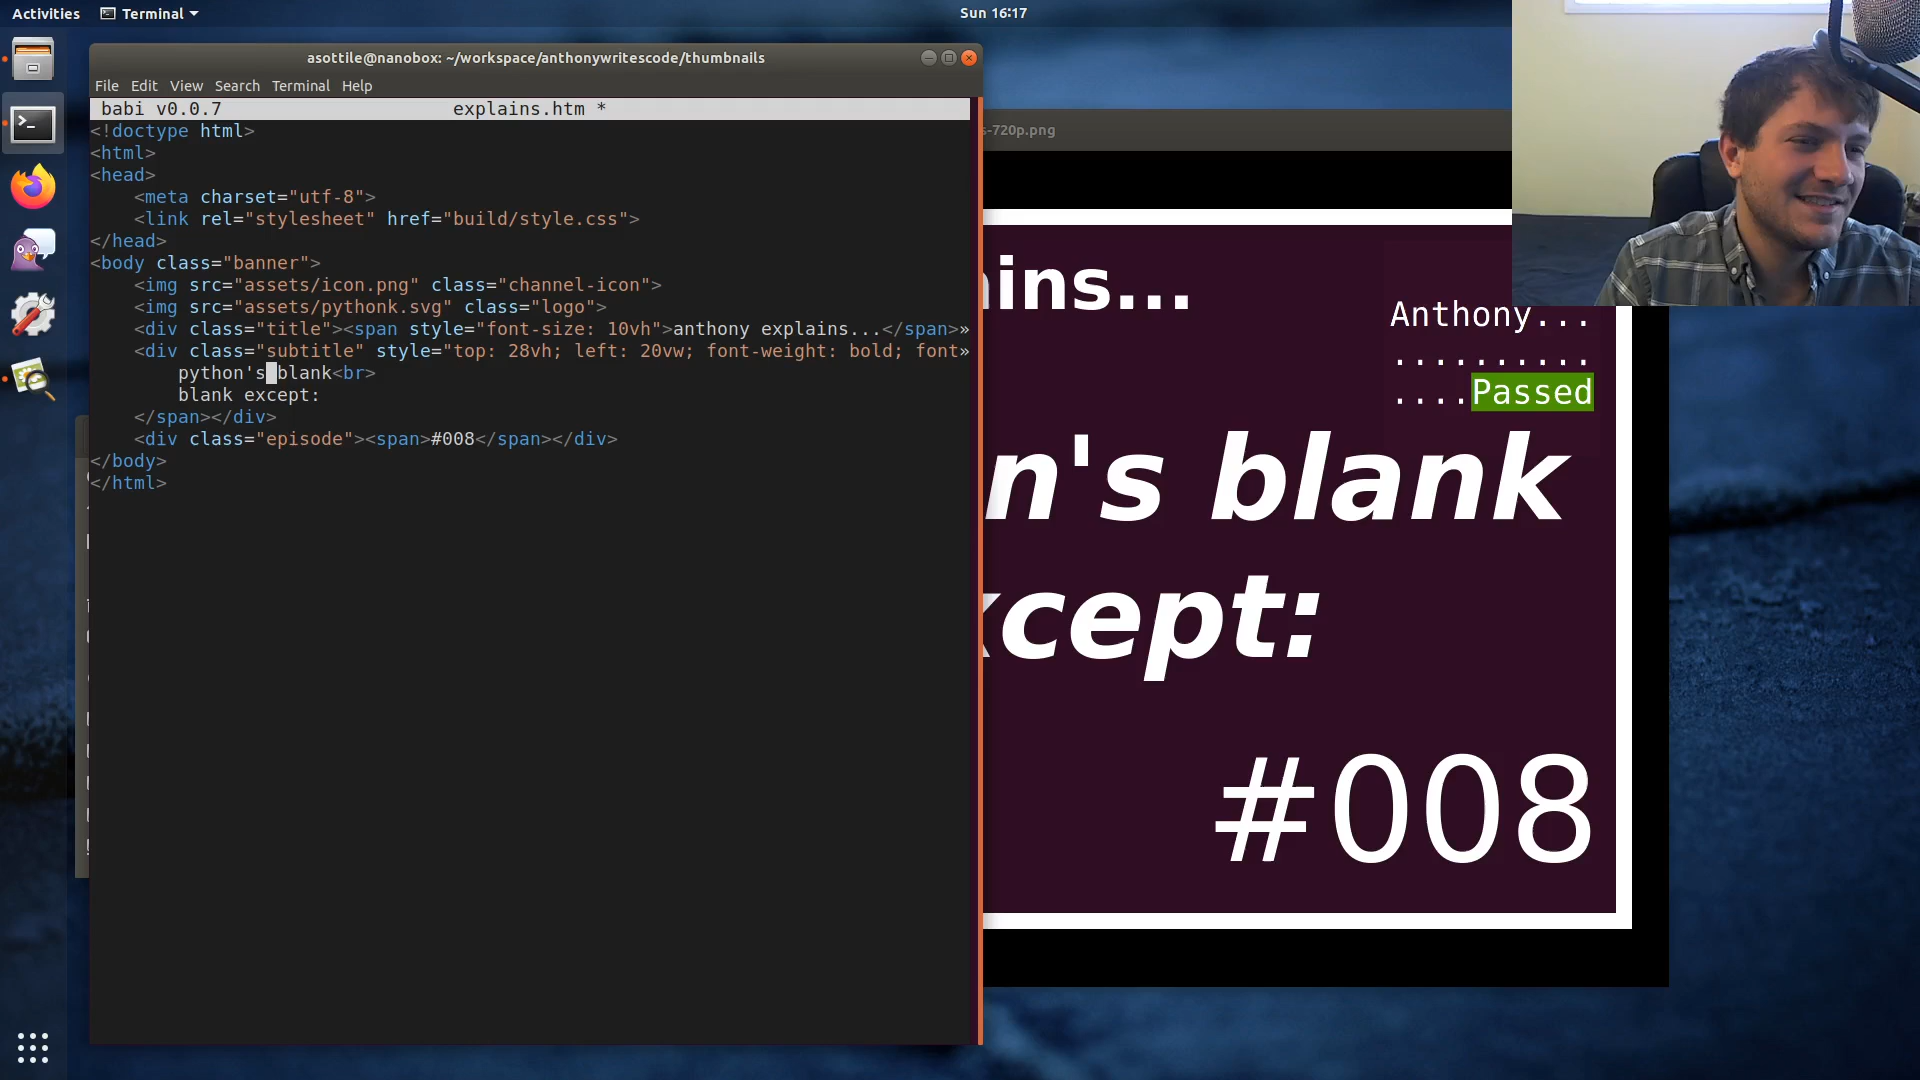 Activities
Terminal
Sun 16:17
asottile@nanobox: ~/workspace/anthonywritescode/thumbnails
File Edit View Search Terminal Help
babi v0.0.7 explains.htm *
<!doctype html>
<html>
<head>
<meta charset="utf-8">
<link rel="stylesheet" href="build/style.css">
</head>
<body class="banner">
<img src="assets/icon.png" class="channel-icon">
<img src="assets/pythonk.svg" class="logo">
<div class="title"><span style="font-size: 10vh">anthony explains...</span>»
<div class="subtitle" style="top: 28vh; left: 20vw; font-weight: bold; font»
python's blank<br>
blank except:
</span></div>
<div class="episode"><span>#008</span></div>
</body>
</html>
s-720p.png
ins...
Anthony...
..........
....Passed
n's blank
xcept:
#008